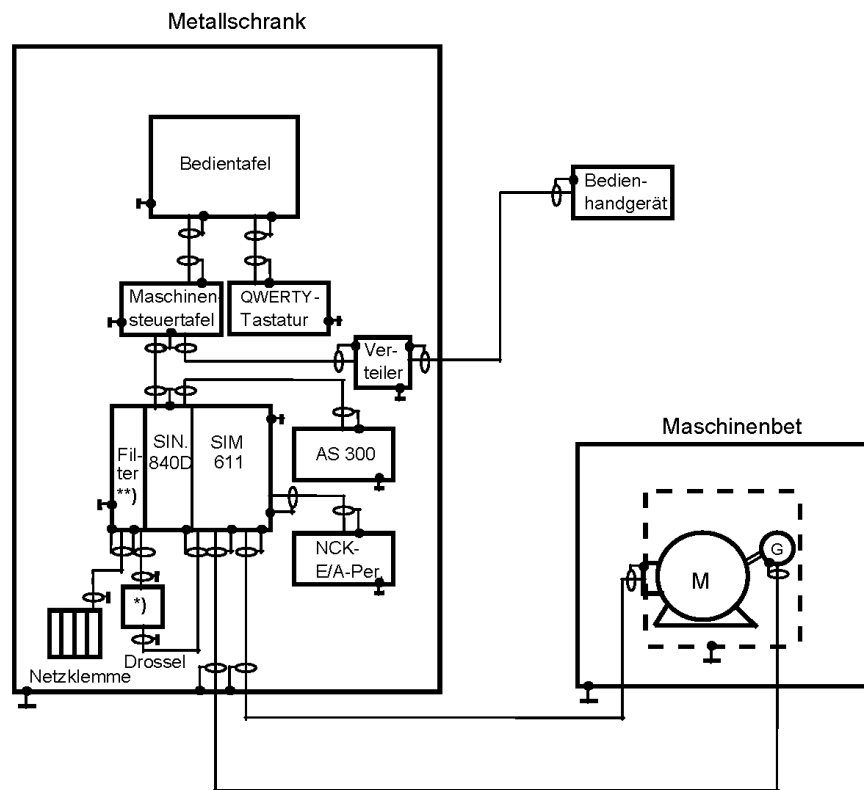 Metallschrank
Bedientafel
Bedien-
handgerät
Maschinen-
steuertafel
QWERTY-
Tastatur
Ver-
teiler
Fil-
ter
**)
SIN.
840D
SIM
611
AS 300
NCK-
E/A-Per.
*)
Drossel
Netzklemme
Maschinenbet
M
G